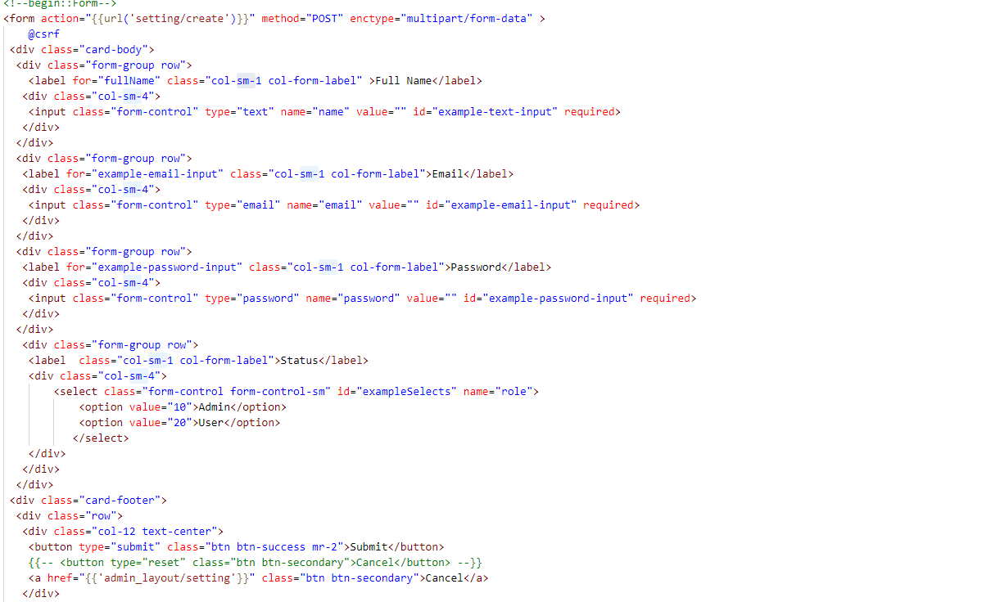 <!--begin::Form-->
<form action="{{url('setting/create')}}" method="POST" enctype="multipart/form-data" >
@csrf
<div class="card-body">
<div class="form-group row">
<label for="fullName" class="col-sm-1 col-form-label" >Full Name</label>
<div class="col-sm-4">
<input class="form-control" type="text" name="name" value="" id="example-text-input" required>
</div>
</div>
<div class="form-group row">
<label for="example-email-input" class="col-sm-1 col-form-label">Email</label>
<div class="col-sm-4">
<input class="form-control" type="email" name="email" value="" id="example-email-input" required>
</div>
</div>
<div class="form-group row">
<label for="example-password-input" class="col-sm-1 col-form-label">Password</label>
<div class="col-sm-4">
<input class="form-control" type="password" name="password" value="" id="example-password-input" required>
</div>
</div>
<div class="form-group row">
<label  class="col-sm-1 col-form-label">Status</label>
<div class="col-sm-4">
<select class="form-control form-control-sm" id="exampleSelects" name="role">
<option value="10">Admin</option>
<option value="20">User</option>
</select>
</div>
</div>
</div>
<div class="card-footer">
<div class="row">
<div class="col-12 text-center">
<button type="submit" class="btn btn-success mr-2">Submit</button>
{{-- <button type="reset" class="btn btn-secondary">Cancel</button> --}}
<a href="{{'admin_layout/setting'}}" class="btn btn-secondary">Cancel</a>
</div>